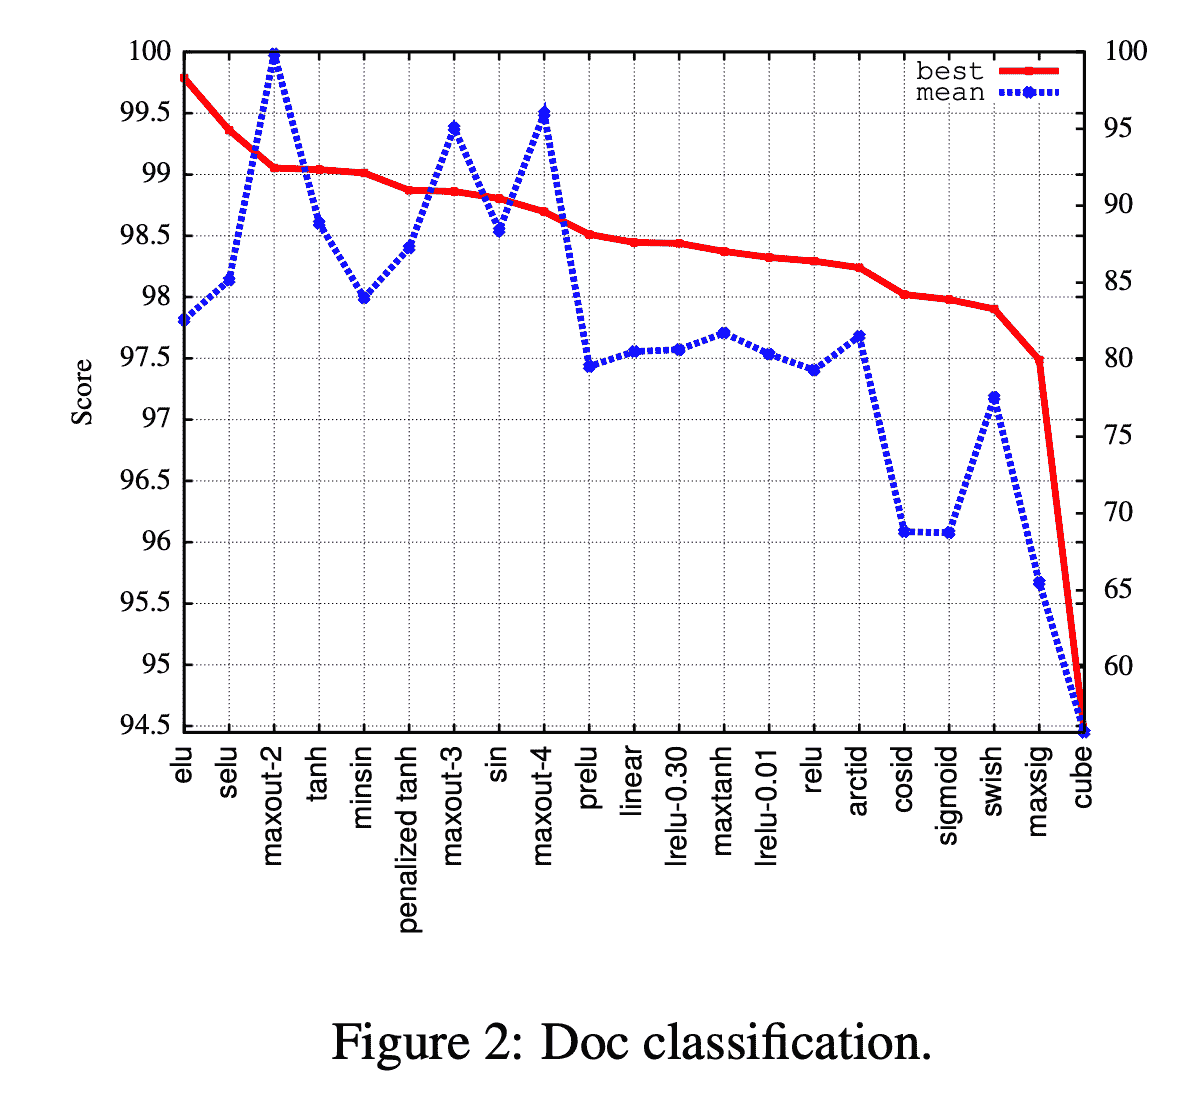 100
99.5
99
98.5
98
97.5
97
96.5
96
95.5
95
94.5
Score
100
95
90
85
80
75
70
65
60
best
mean
elu
selu
maxout-2
tanh
minsin
penalized tanh
maxout-3
sin
maxout-4
prelu
linear
lrelu-0.30
maxtanh
lrelu-0.01
relu
arctid
cosid
sigmoid
swish
maxsig
cube
Figure 2: Doc classification.